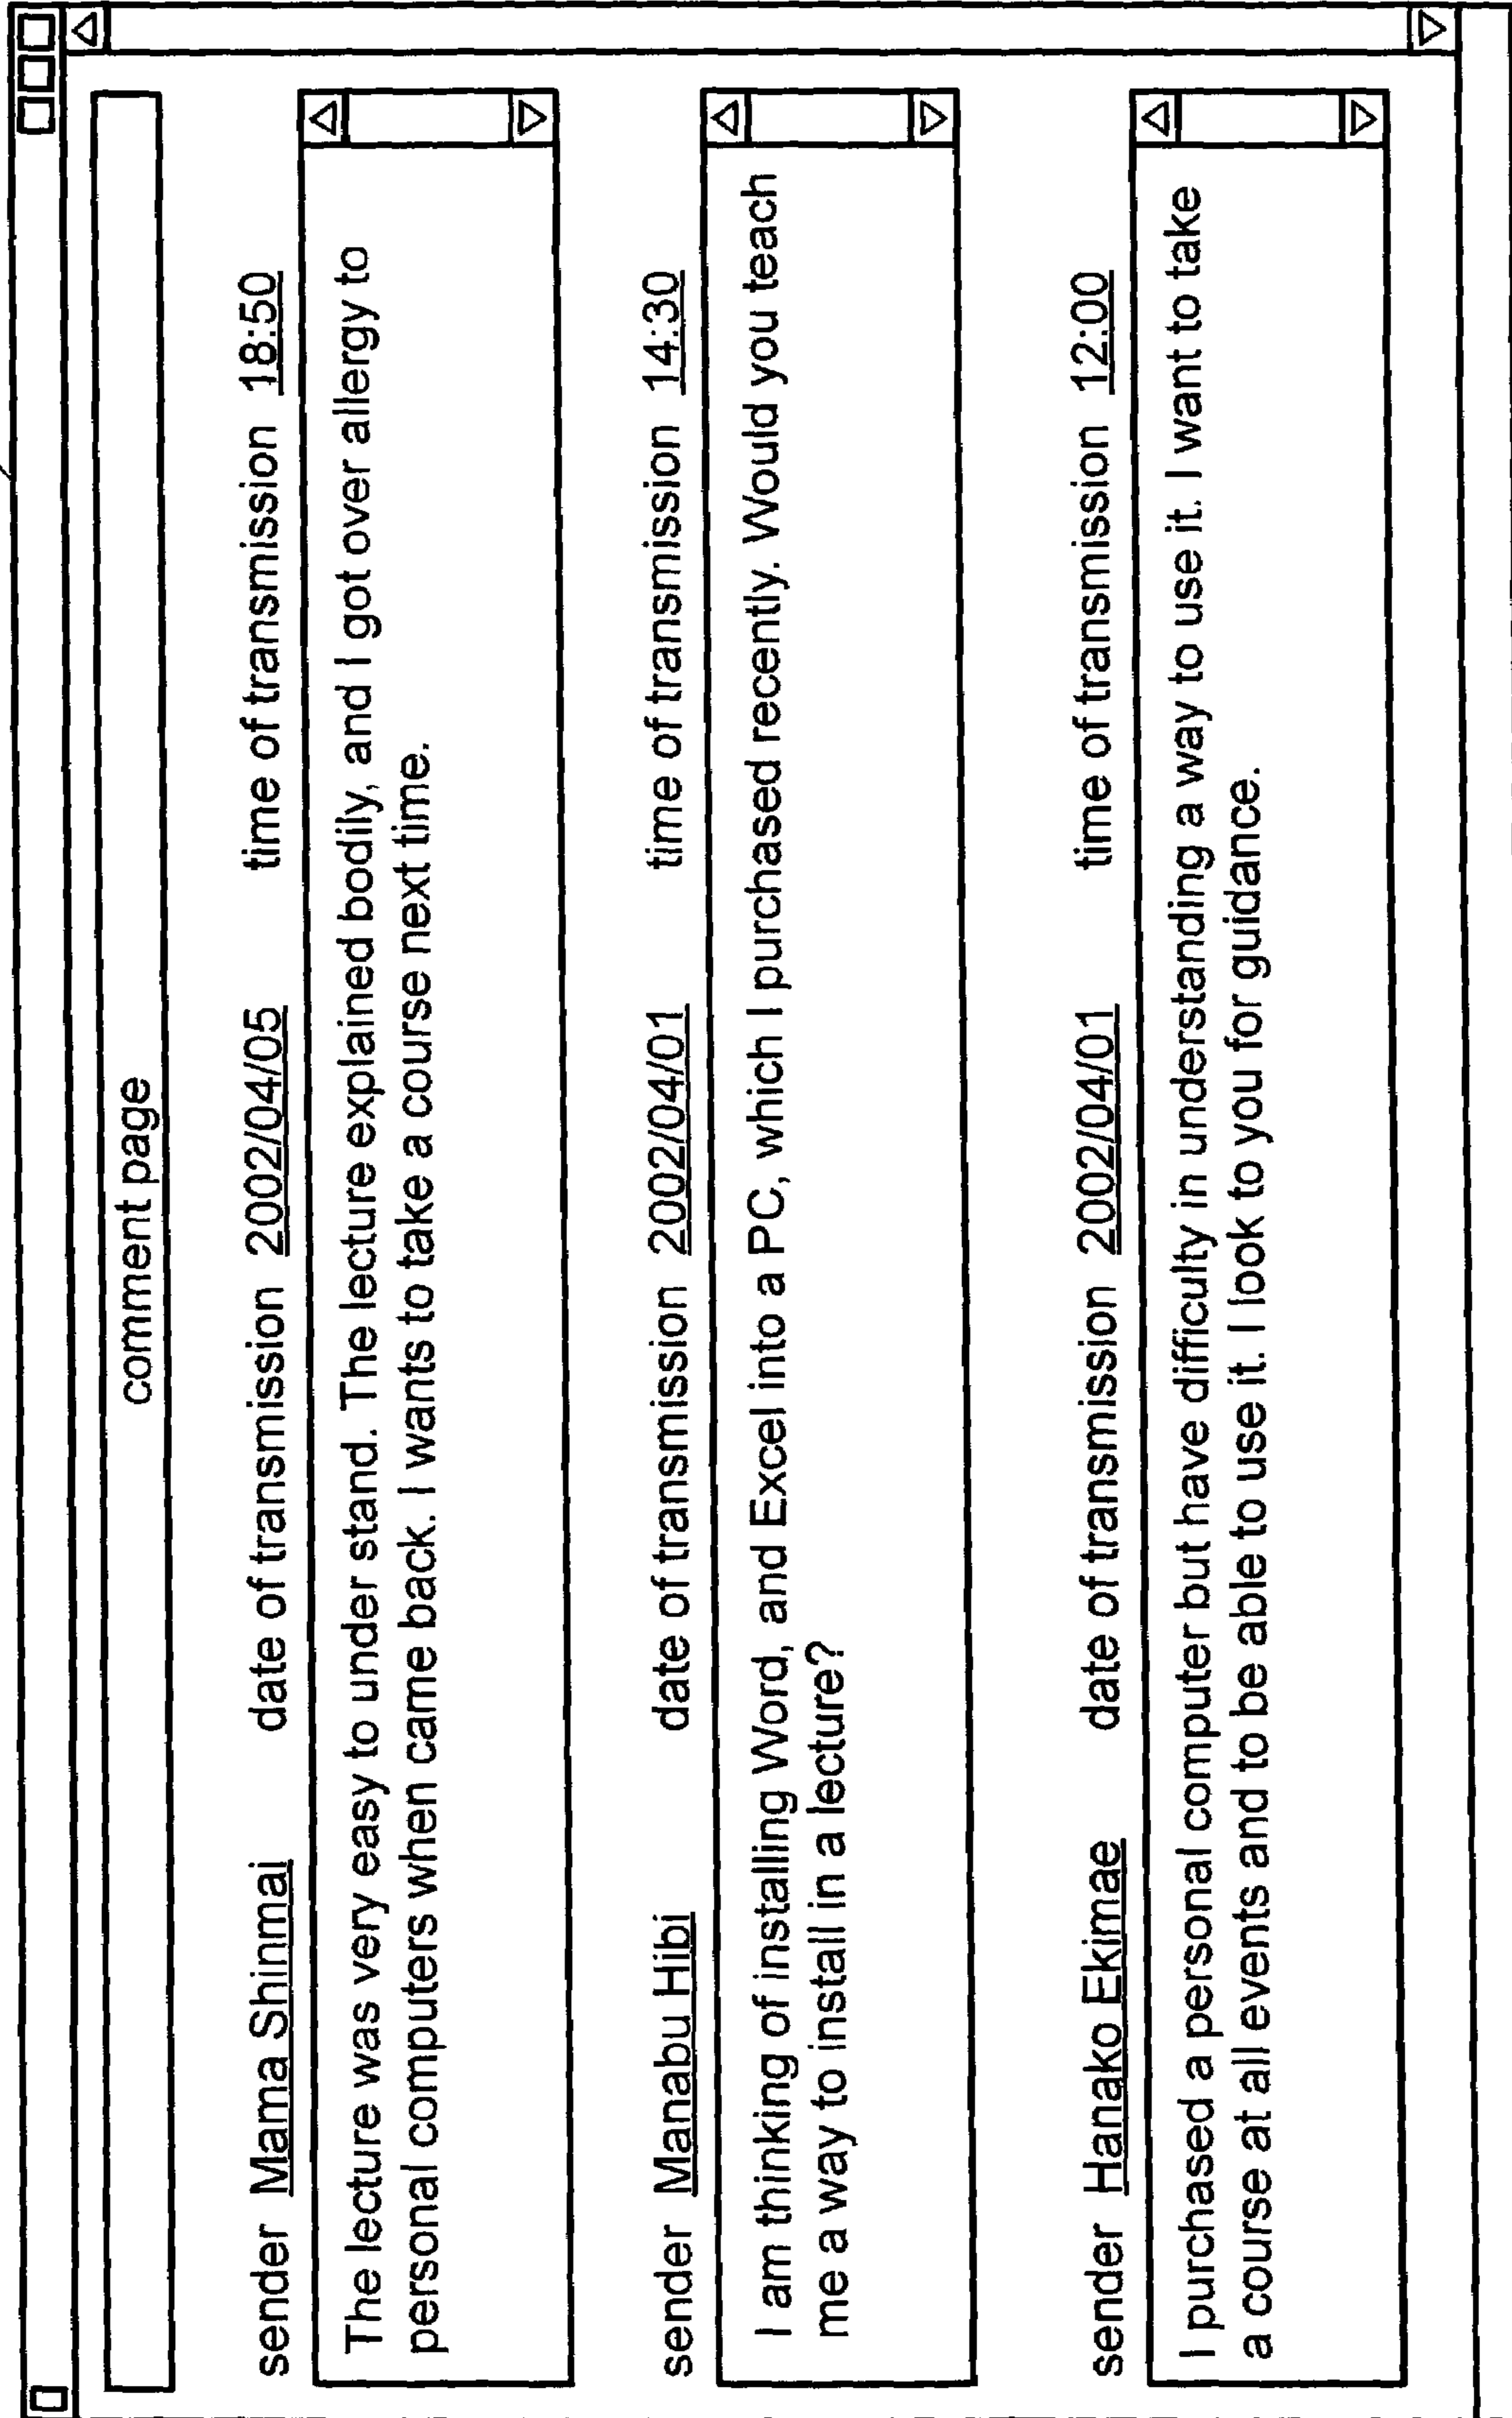 comment page
sender Mama Shinmai date of transmission 2002/04/05 time of transmission 18:50
The lecture was very easy to under stand. The lecture explained bodily, and I got over allergy to
personal computers when came back. I wants to take a course next time.
sender Manabu Hibi date of transmission 2002/04/01 time of transmission 14:30
I am thinking of installing Word, and Excel into a PC, which I purchased recently. Would you teach
me a way to install in a lecture?
sender Hanako Ekimae date of transmission 2002/04/01 time of transmission 12:00
I purchased a personal computer but have difficulty in understanding a way to use it. I want to take
a course at all events and to be able to use it. I look to you for guidance.